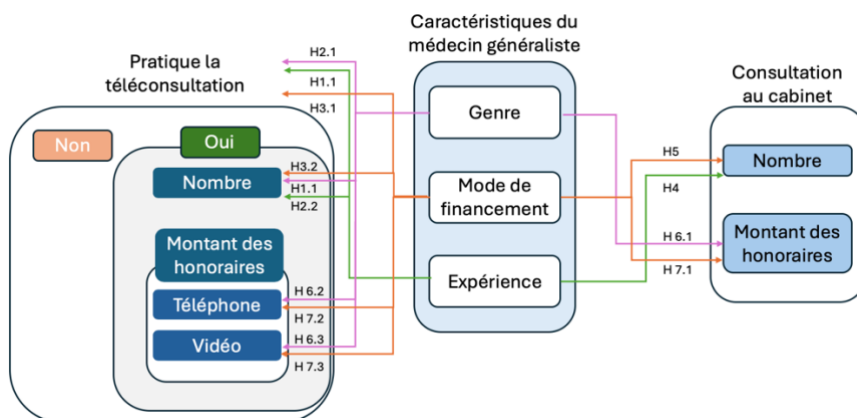 Pratique la
téléconsultation
Non
Oui
Nombre
Montant des
honoraires
Téléphone
Vidéo
H2.1
H1.1
H3.1
H3.2
H1.1
H2.2
H 6.2
H 7.2
H 6.3
H 7.3
Caractéristiques du
médecin généraliste
Genre
Mode de
financement
Expérience
H5
H4
H 6.1
H 7.1
Consultation
au cabinet
Nombre
Montant des
honoraires